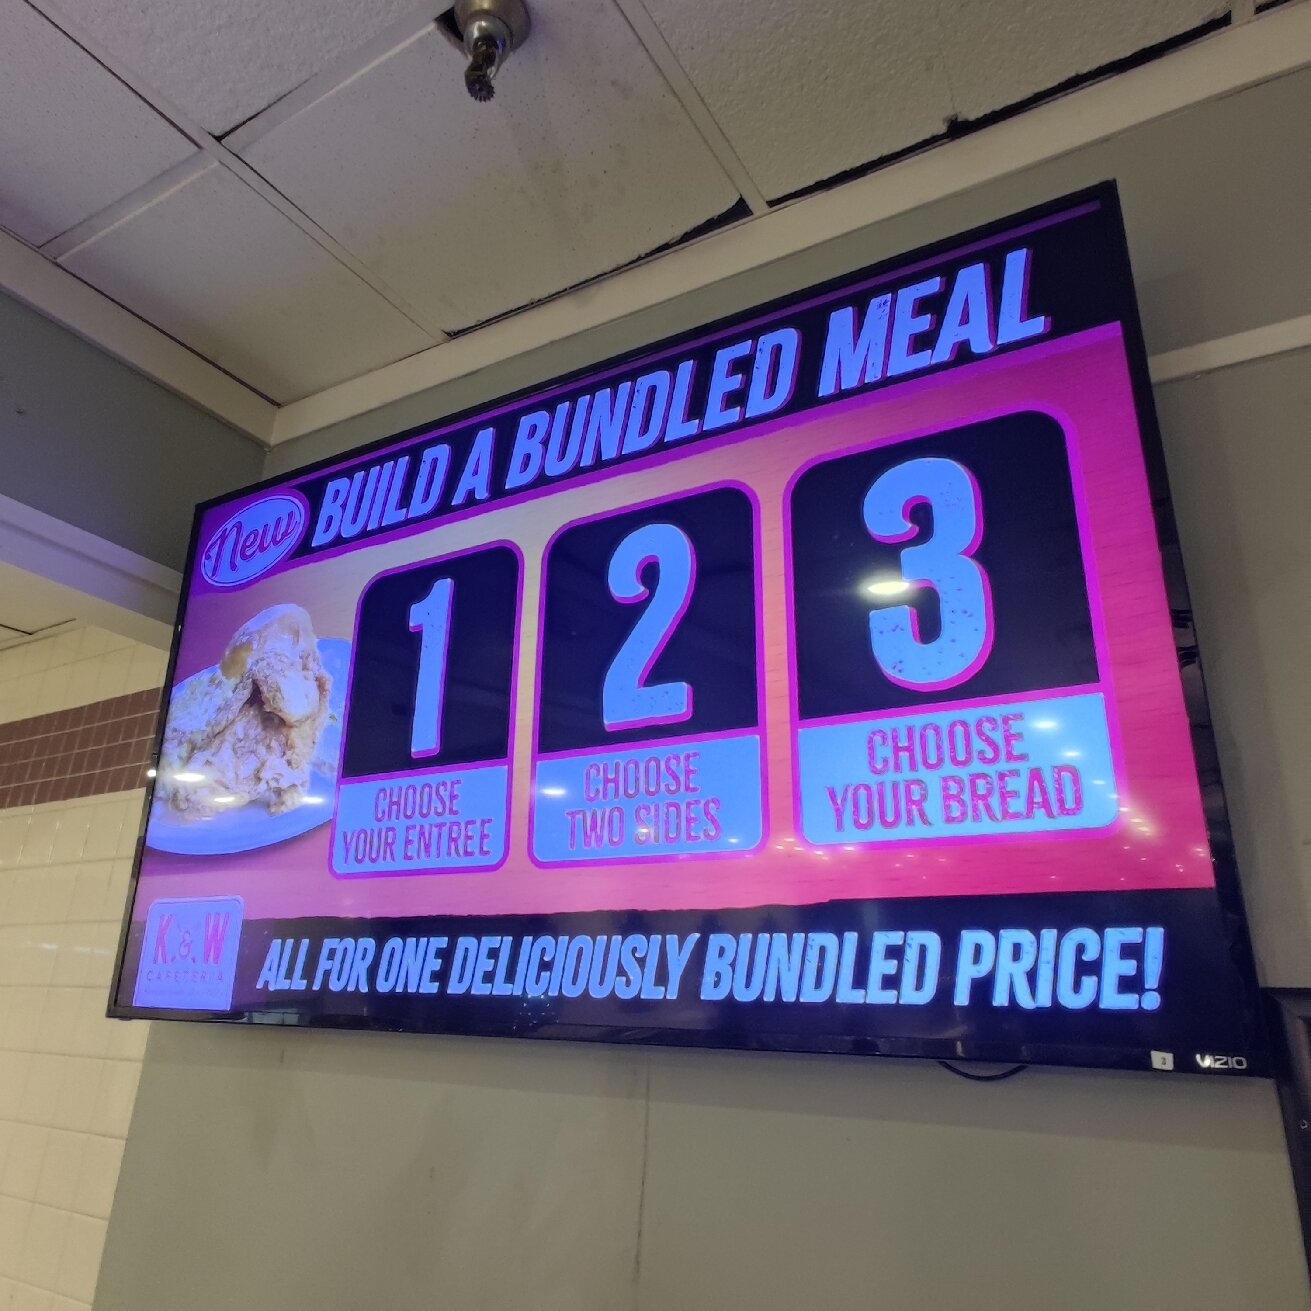 New
BUILD A BUNDLED MEAL
1
CHOOSE
YOUR ENTREE
2
CHOOSE
TWO SIDES
3
CHOOSE
YOUR BREAD
K&W
CAFETERIA
ALL FOR ONE DELICIOUSLY BUNDLED PRICE!
3
VIZIO